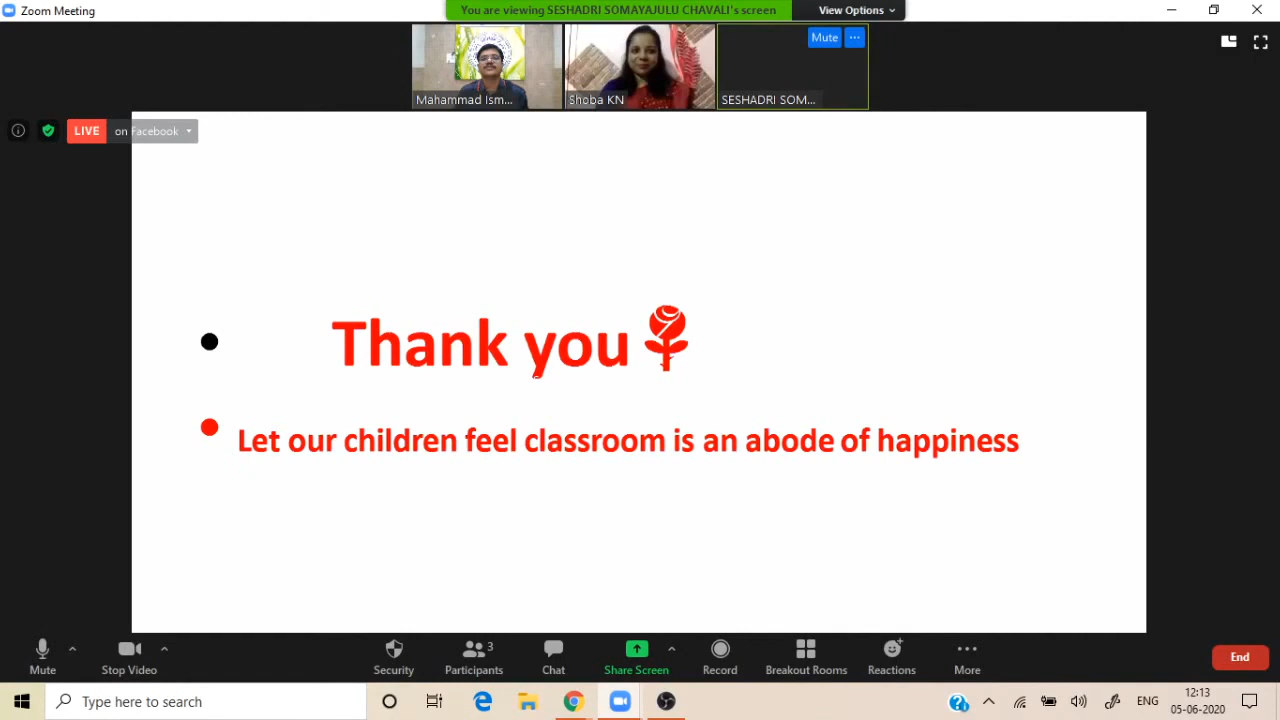 Zoom Meeting
You are viewing SESHADRI SOMAYAJULU CHAVALI's screen
View Options
Mute
Mahammad Ism...
Shoba KN
SESHADRI SOM...
LIVE on Facebook
Thank you
Let our children feel classroom is an abode of happiness
Mute
Stop Video
Security
Participants 3
Chat
Share Screen
Record
Breakout Rooms
Reactions
More
End
Type here to search
ENG
12:13
05-06-2020